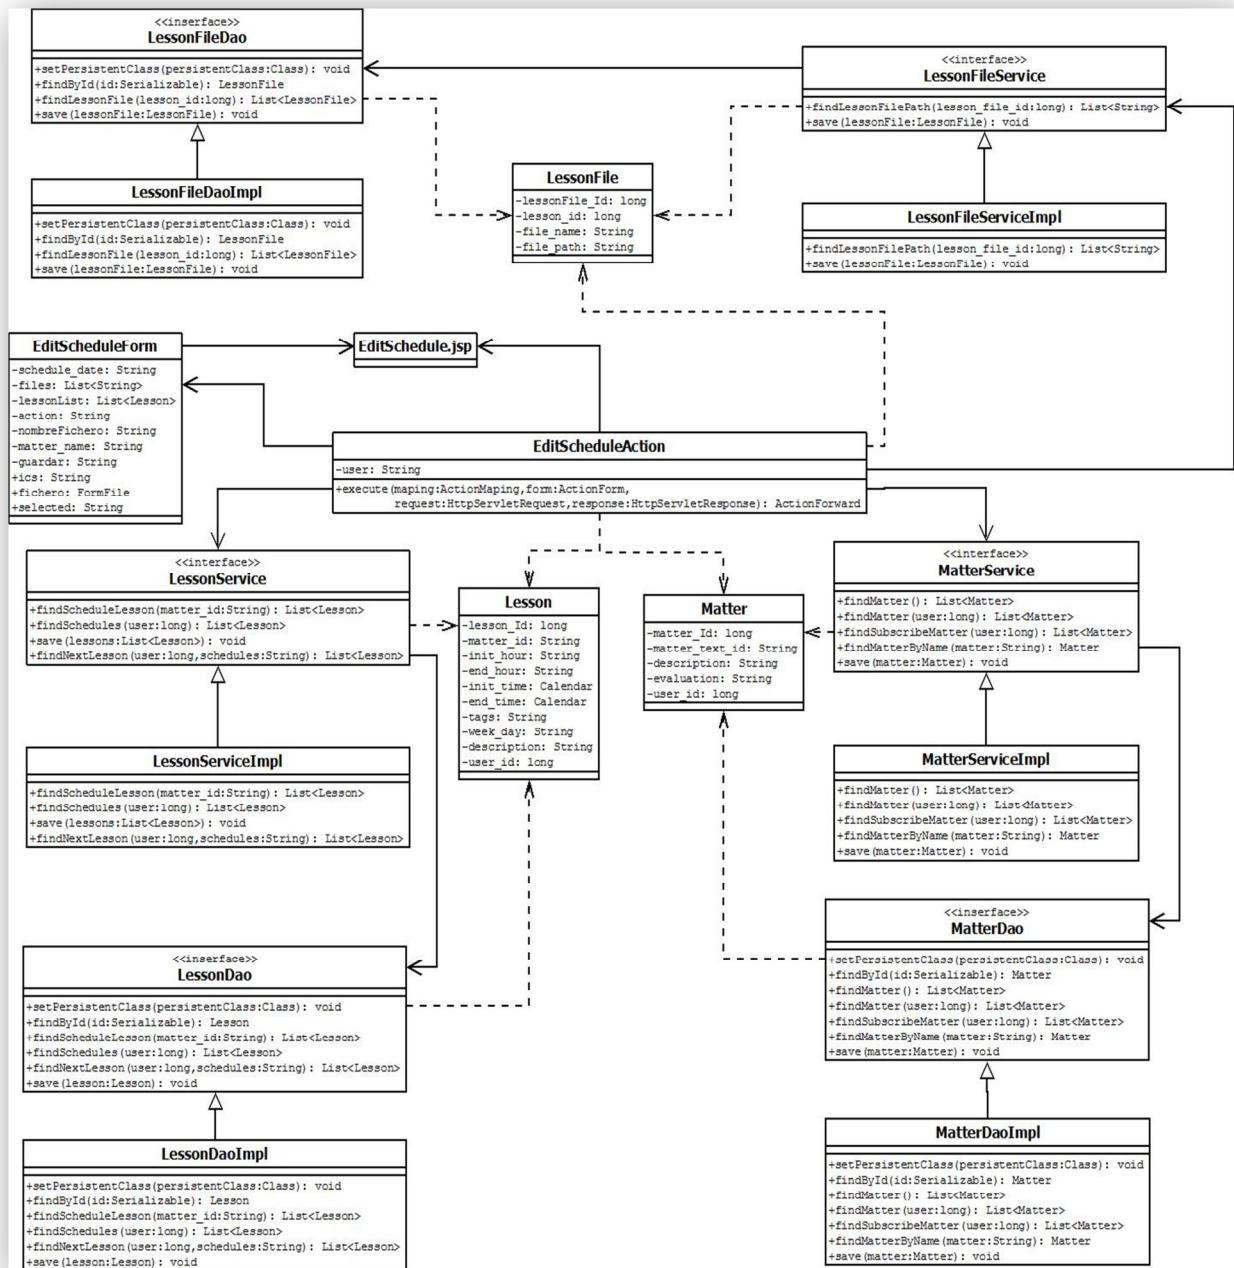 <<inserface>>
LessonFileDao
+setPersistentClass(persistentClass:Class): void
+findById(id:Serializable): LessonFile
+findLessonFile(lesson_id:long): List<LessonFile>
+save(lessonFile:LessonFile): void
<<interface>>
LessonFileService
+findLessonFilePath(lesson_file_id:long): List<String>
+save(lessonFile:LessonFile): void
LessonFile
-lessonFile_Id: long
-lesson_id: long
-file_name: String
-file_path: String
LessonFileDaoImpl
+setPersistentClass(persistentClass:Class): void
+findById(id:Serializable): LessonFile
+findLessonFile(lesson_id:long): List<LessonFile>
+save(lessonFile:LessonFile): void
LessonFileServiceImpl
+findLessonFilePath(lesson_file_id:long): List<String>
+save(lessonFile:LessonFile): void
EditScheduleForm
-schedule_date: String
-files: List<String>
-lessonList: List<Lesson>
-action: String
-nombreFichero: String
-matter_name: String
-guardar: String
+ics: String
+fichero: FormFile
+selected: String
EditSchedule.jsp
EditScheduleAction
-user: String
+execute(maping:ActionMaping,form:ActionForm,
request:HttpServletRequest,response:HttpServletResponse): ActionForward
<<interface>>
LessonService
+findScheduleLesson(matter_id:String): List<Lesson>
+findSchedules(user:long): List<Lesson>
+save(lessons:List<Lesson>): void
+findNextLesson(user:long,schedules:String): List<Lesson>
Lesson
-lesson_Id: long
-matter_id: String
-init_hour: String
-end_hour: String
-init_time: Calendar
-end_time: Calendar
-tags: String
-week_day: String
-description: String
-user_id: long
Matter
-matter_Id: long
-matter_text_id: String
-description: String
-evaluation: String
-user_id: long
<<interface>>
MatterService
+findMatter(): List<Matter>
+findMatter(user:long): List<Matter>
+findSubscribeMatter(user:long): List<Matter>
+findMatterByName(matter:String): Matter
+save(matter:Matter): void
LessonServiceImpl
+findScheduleLesson(matter_id:String): List<Lesson>
+findSchedules(user:long): List<Lesson>
+save(lessons:List<Lesson>): void
+findNextLesson(user:long,schedules:String): List<Lesson>
MatterServiceImpl
+findMatter(): List<Matter>
+findMatter(user:long): List<Matter>
+findSubscribeMatter(user:long): List<Matter>
+findMatterByName(matter:String): Matter
+save(matter:Matter): void
<<inserface>>
LessonDao
+setPersistentClass(persistentClass:Class): void
+findById(id:Serializable): Lesson
+findScheduleLesson(matter_id:String): List<Lesson>
+findSchedules(user:long): List<Lesson>
+findNextLesson(user:long,schedules:String): List<Lesson>
+save(lesson:Lesson): void
<<inserface>>
MatterDao
+setPersistentClass(persistentClass:Class): void
+findById(id:Serializable): Matter
+findMatter(): List<Matter>
+findMatter(user:long): List<Matter>
+findSubscribeMatter(user:long): List<Matter>
+findMatterByName(matter:String): Matter
+save(matter:Matter): void
LessonDaoImpl
+setPersistentClass(persistentClass:Class): void
+findById(id:Serializable): Lesson
+findScheduleLesson(matter_id:String): List<Lesson>
+findSchedules(user:long): List<Lesson>
+findNextLesson(user:long,schedules:String): List<Lesson>
+save(lesson:Lesson): void
MatterDaoImpl
+setPersistentClass(persistentClass:Class): void
+findById(id:Serializable): Matter
+findMatter(): List<Matter>
+findMatter(user:long): List<Matter>
+findSubscribeMatter(user:long): List<Matter>
+findMatterByName(matter:String): Matter
+save(matter:Matter): void